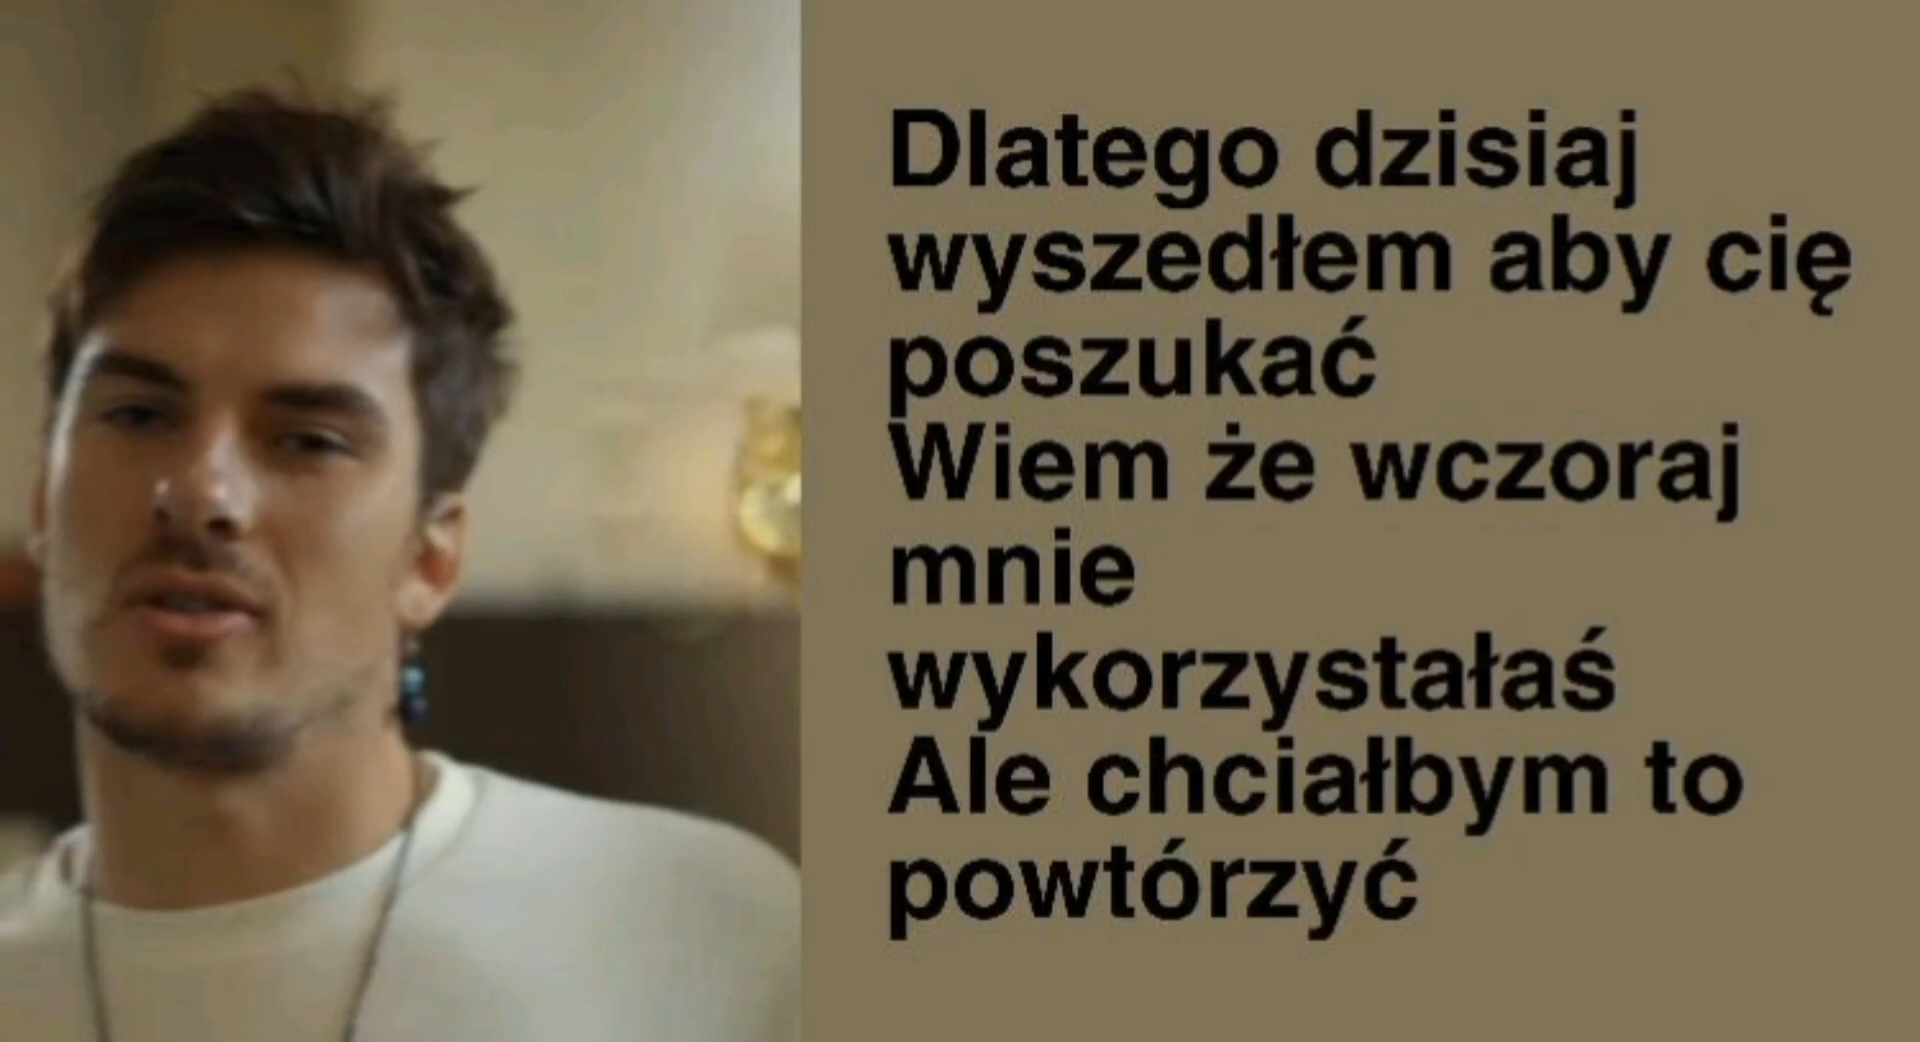 Dlatego dzisiaj
wyszedłem aby cię
poszukać
Wiem że wczoraj
mnie
wykorzystałaś
Ale chciałbym to
powtórzyć